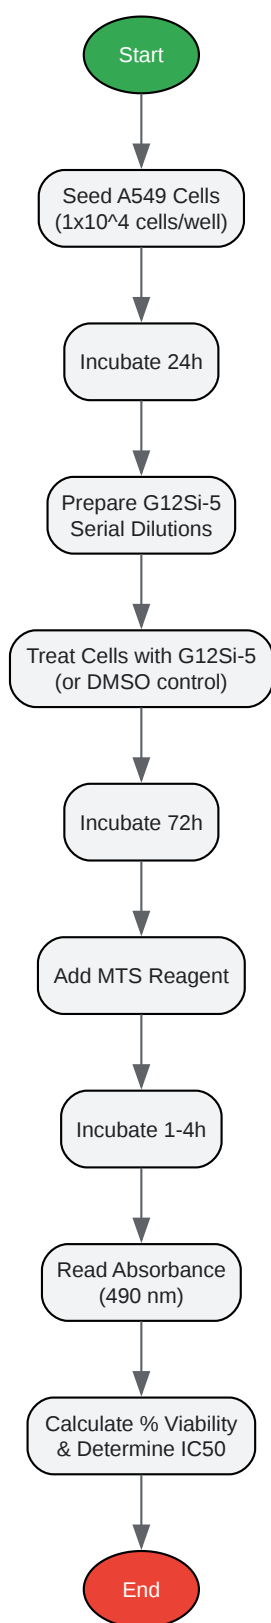 Start
Seed A549 Cells
(1x10^4 cells/well)
Incubate 24h
Prepare G12Si-5
Serial Dilutions
Treat Cells with G12Si-5
(or DMSO control)
Incubate 72h
Add MTS Reagent
Incubate 1-4h
Read Absorbance
(490 nm)
Calculate % Viability
& Determine IC50
End